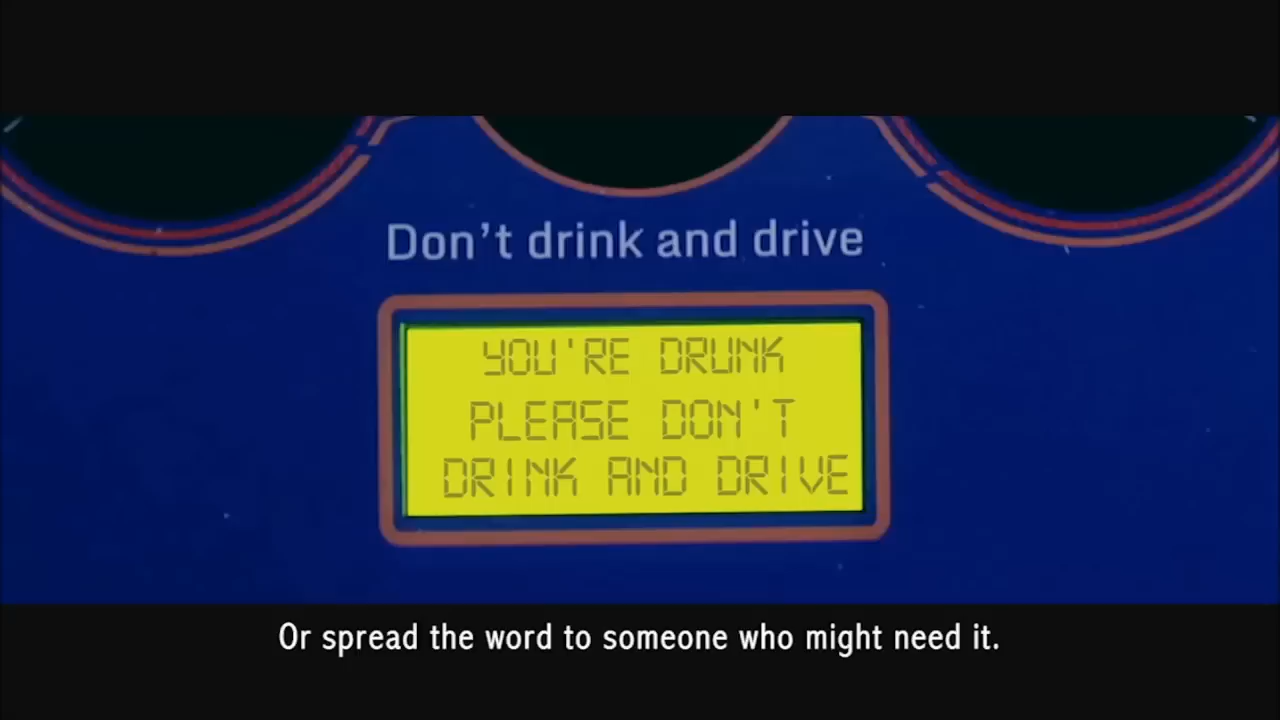 Don't drink and drive
YOU'RE DRUNK
PLEASE DON'T
DRINK AND DRIVE
Or spread the word to someone who might need it.